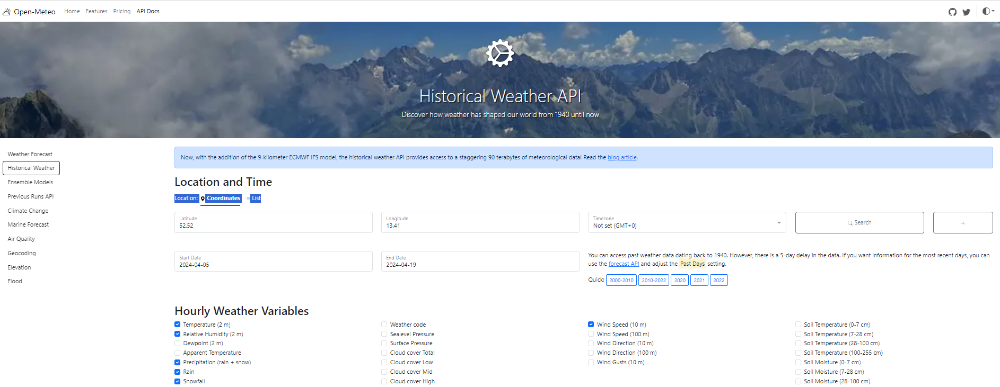 Open-Meteo Home Features Pricing API Docs
Historical Weather API
Discover how weather has shaped our world from 1940 until now
Weather Forecast
Historical Weather
Ensemble Models
Previous Runs API
Climate Change
Marine Forecast
Air Quality
Geocoding
Elevation
Flood
Now, with the addition of the 9-kilometer ECMWF IFS model, the historical weather API provides access to a staggering 90 terabytes of meteorological data! Read the blog article.
Location and Time
Location: Coordinates List
Latitude
52.52
Longitude
13.41
Timezone
Not set (GMT+0)
Search
+
Start Date
2024-04-05
End Date
2024-04-19
You can access past weather data dating back to 1940. However, there is a 5-day delay in the data. If you want information for the most recent days, you can
use the forecast API and adjust the Past Days setting.
Quick: 2000-2010 2010-2022 2020 2021 2022
Hourly Weather Variables
Temperature (2 m)
Relative Humidity (2 m)
Dewpoint (2 m)
Apparent Temperature
Precipitation (rain + snow)
Rain
Snowfall
Weather code
Sealevel Pressure
Surface Pressure
Cloud cover Total
Cloud cover Low
Cloud cover Mid
Cloud cover High
Wind Speed (10 m)
Wind Speed (100 m)
Wind Direction (10 m)
Wind Direction (100 m)
Wind Gusts (10 m)
Soil Temperature (0-7 cm)
Soil Temperature (7-28 cm)
Soil Temperature (28-100 cm)
Soil Temperature (100-255 cm)
Soil Moisture (0-7 cm)
Soil Moisture (7-28 cm)
Soil Moisture (28-100 cm)